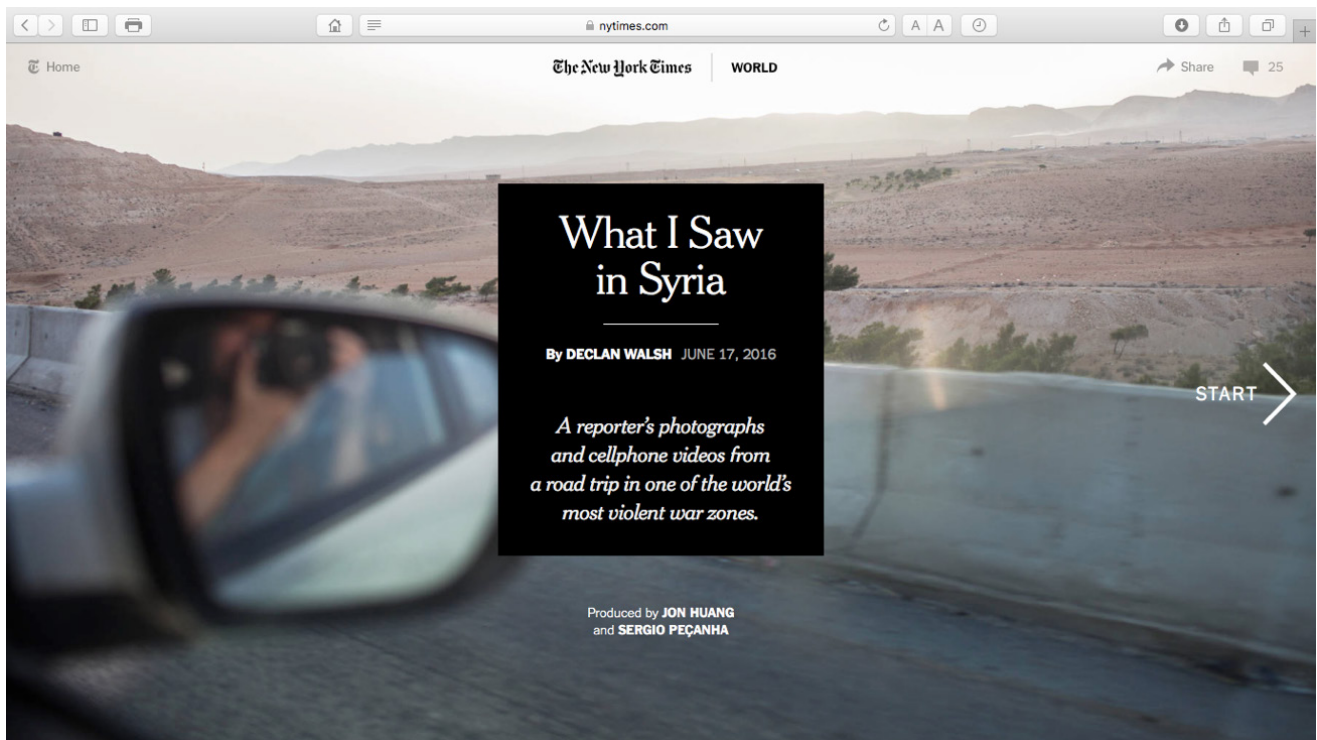 nytimes.com
A A
Home
The New York Times
WORLD
Share
25
What I Saw
in Syria
By DECLAN WALSH JUNE 17, 2016
START
A reporter's photographs
and cellphone videos from
a road trip in one of the world's
most violent war zones.
Produced by JON HUANG
and SERGIO PEÇANHA